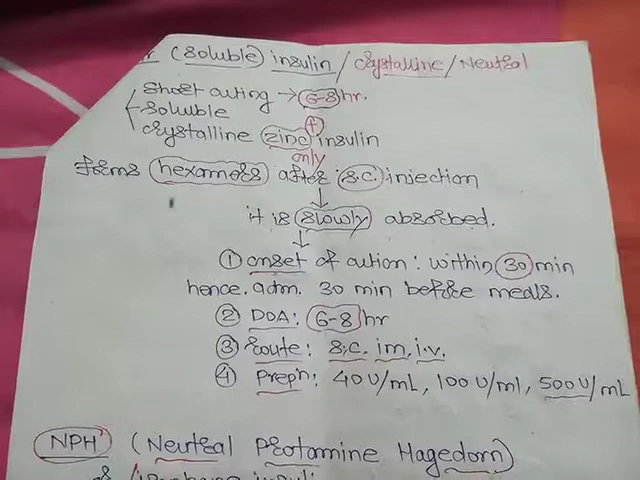 (Soluble) insulin / crystalline / Neutral
Short acting → 6-8 hr.
soluble
crystalline zinc insulin
+
only
forms hexamers after s.c. injection
it is slowly absorbed.
① onset of action: within 30 min
hence. adm. 30 min before meals.
② DOA: 6-8 hr
③ Route: s.c. im, i.v.
④ Prepn: 40 U/mL, 100 U/ml, 500 U/mL
NPH (Neutral Protamine Hagedorn)